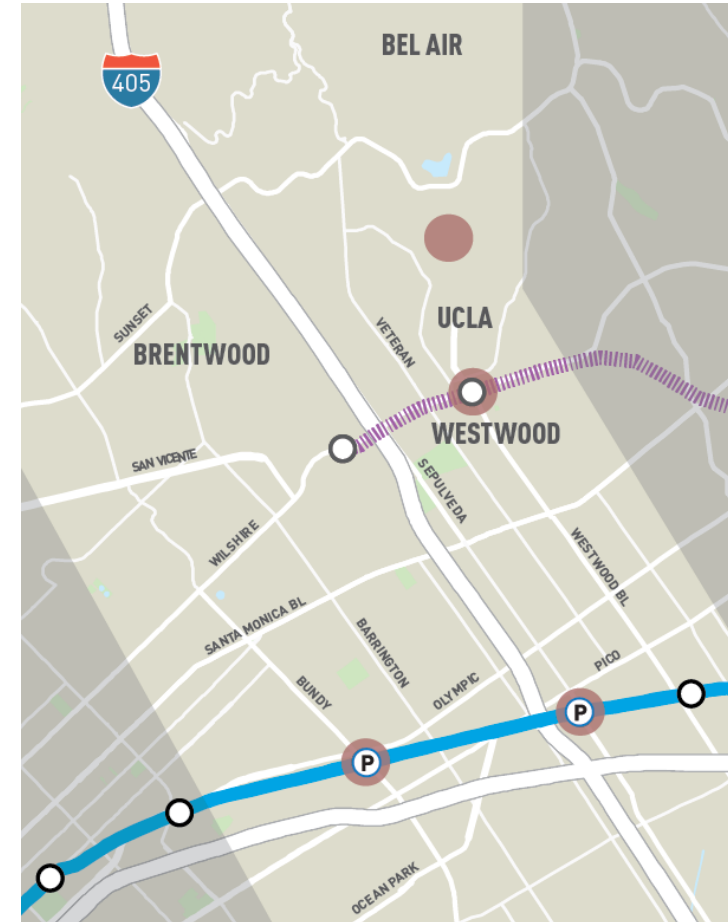 BEL AIR
405
UCLA
SUNSET
VETERAN
BRENTWOOD
WESTWOOD
SAN VICENTE
SEPULVEDA
WILSHIRE
WESTWOOD BL
SANTA MONICA BL
BARRINGTON
PICO
OLYMPIC
BUNDY
P
P
OCEAN PARK